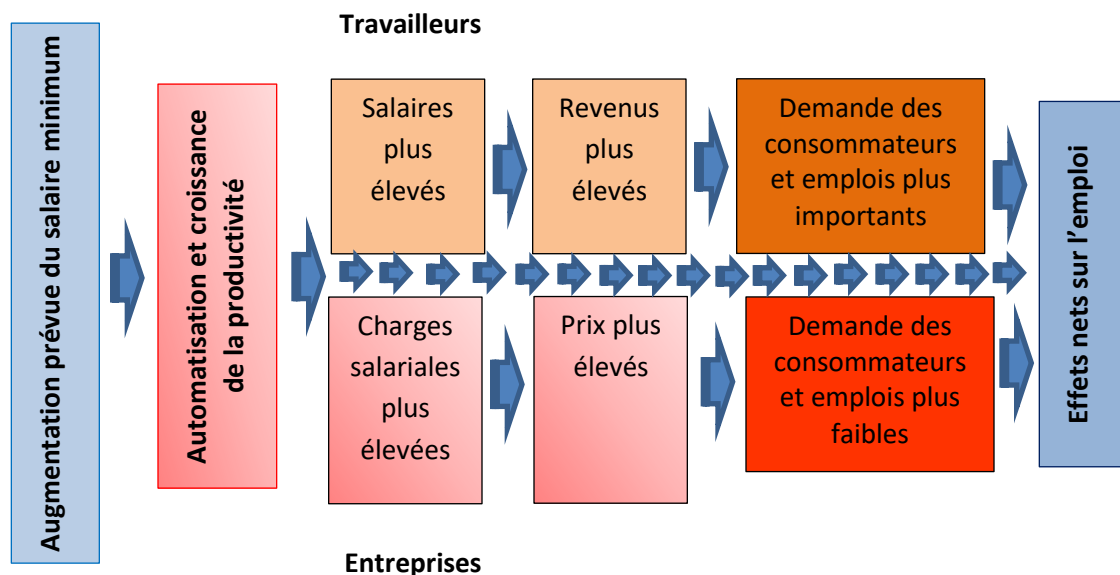 Travailleurs
Augmentation prévue du salaire minimum
Automatisation et croissance
de la productivité
Salaires
plus
élevés
Revenus
plus
élevés
Demande des
consommateurs
et emplois plus
importants
Charges
salariales
plus
élevées
Prix plus
élevés
Demande des
consommateurs
et emplois plus
faibles
Effets nets sur l’emploi
Entreprises